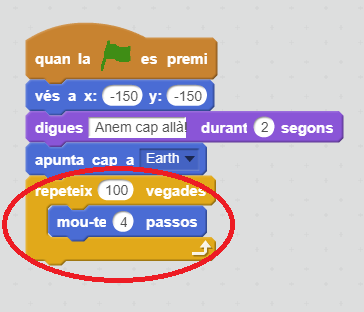 quan la es premi
vés a x: -150 y: -150
digues Anem cap allà! durant 2 segons
apunta cap a Earth
repeteix 100 vegades
mou-te 4 passos